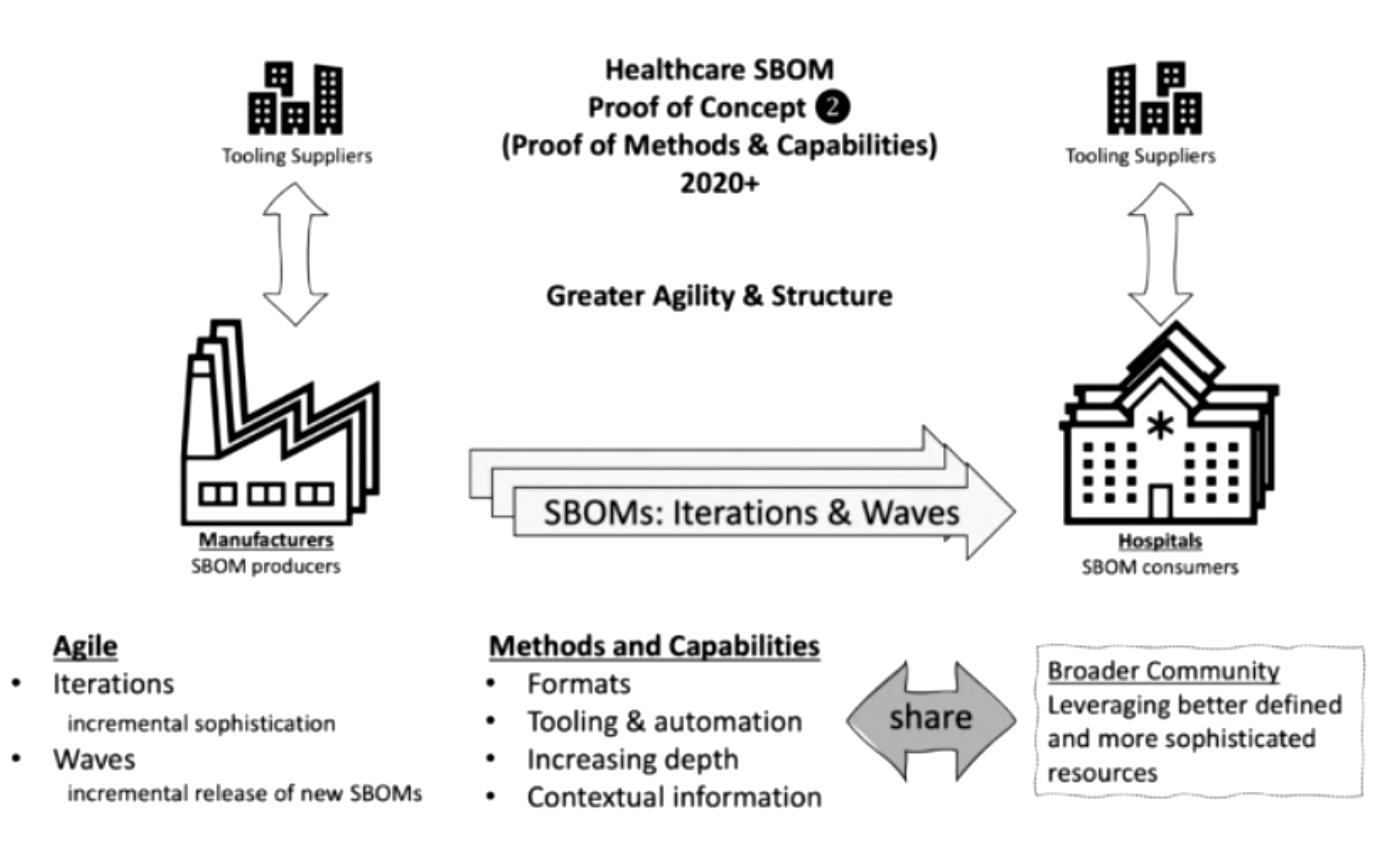 Healthcare SBOM
Proof of Concept ❷
(Proof of Methods & Capabilities)
2020+
Tooling Suppliers
Tooling Suppliers
Greater Agility & Structure
SBOMs: Iterations & Waves
Manufacturers
SBOM producers
Hospitals
SBOM consumers
Agile
• Iterations
incremental sophistication
• Waves
incremental release of new SBOMs
Methods and Capabilities
• Formats
• Tooling & automation
• Increasing depth
• Contextual information
share
Broader Community
Leveraging better defined
and more sophisticated
resources